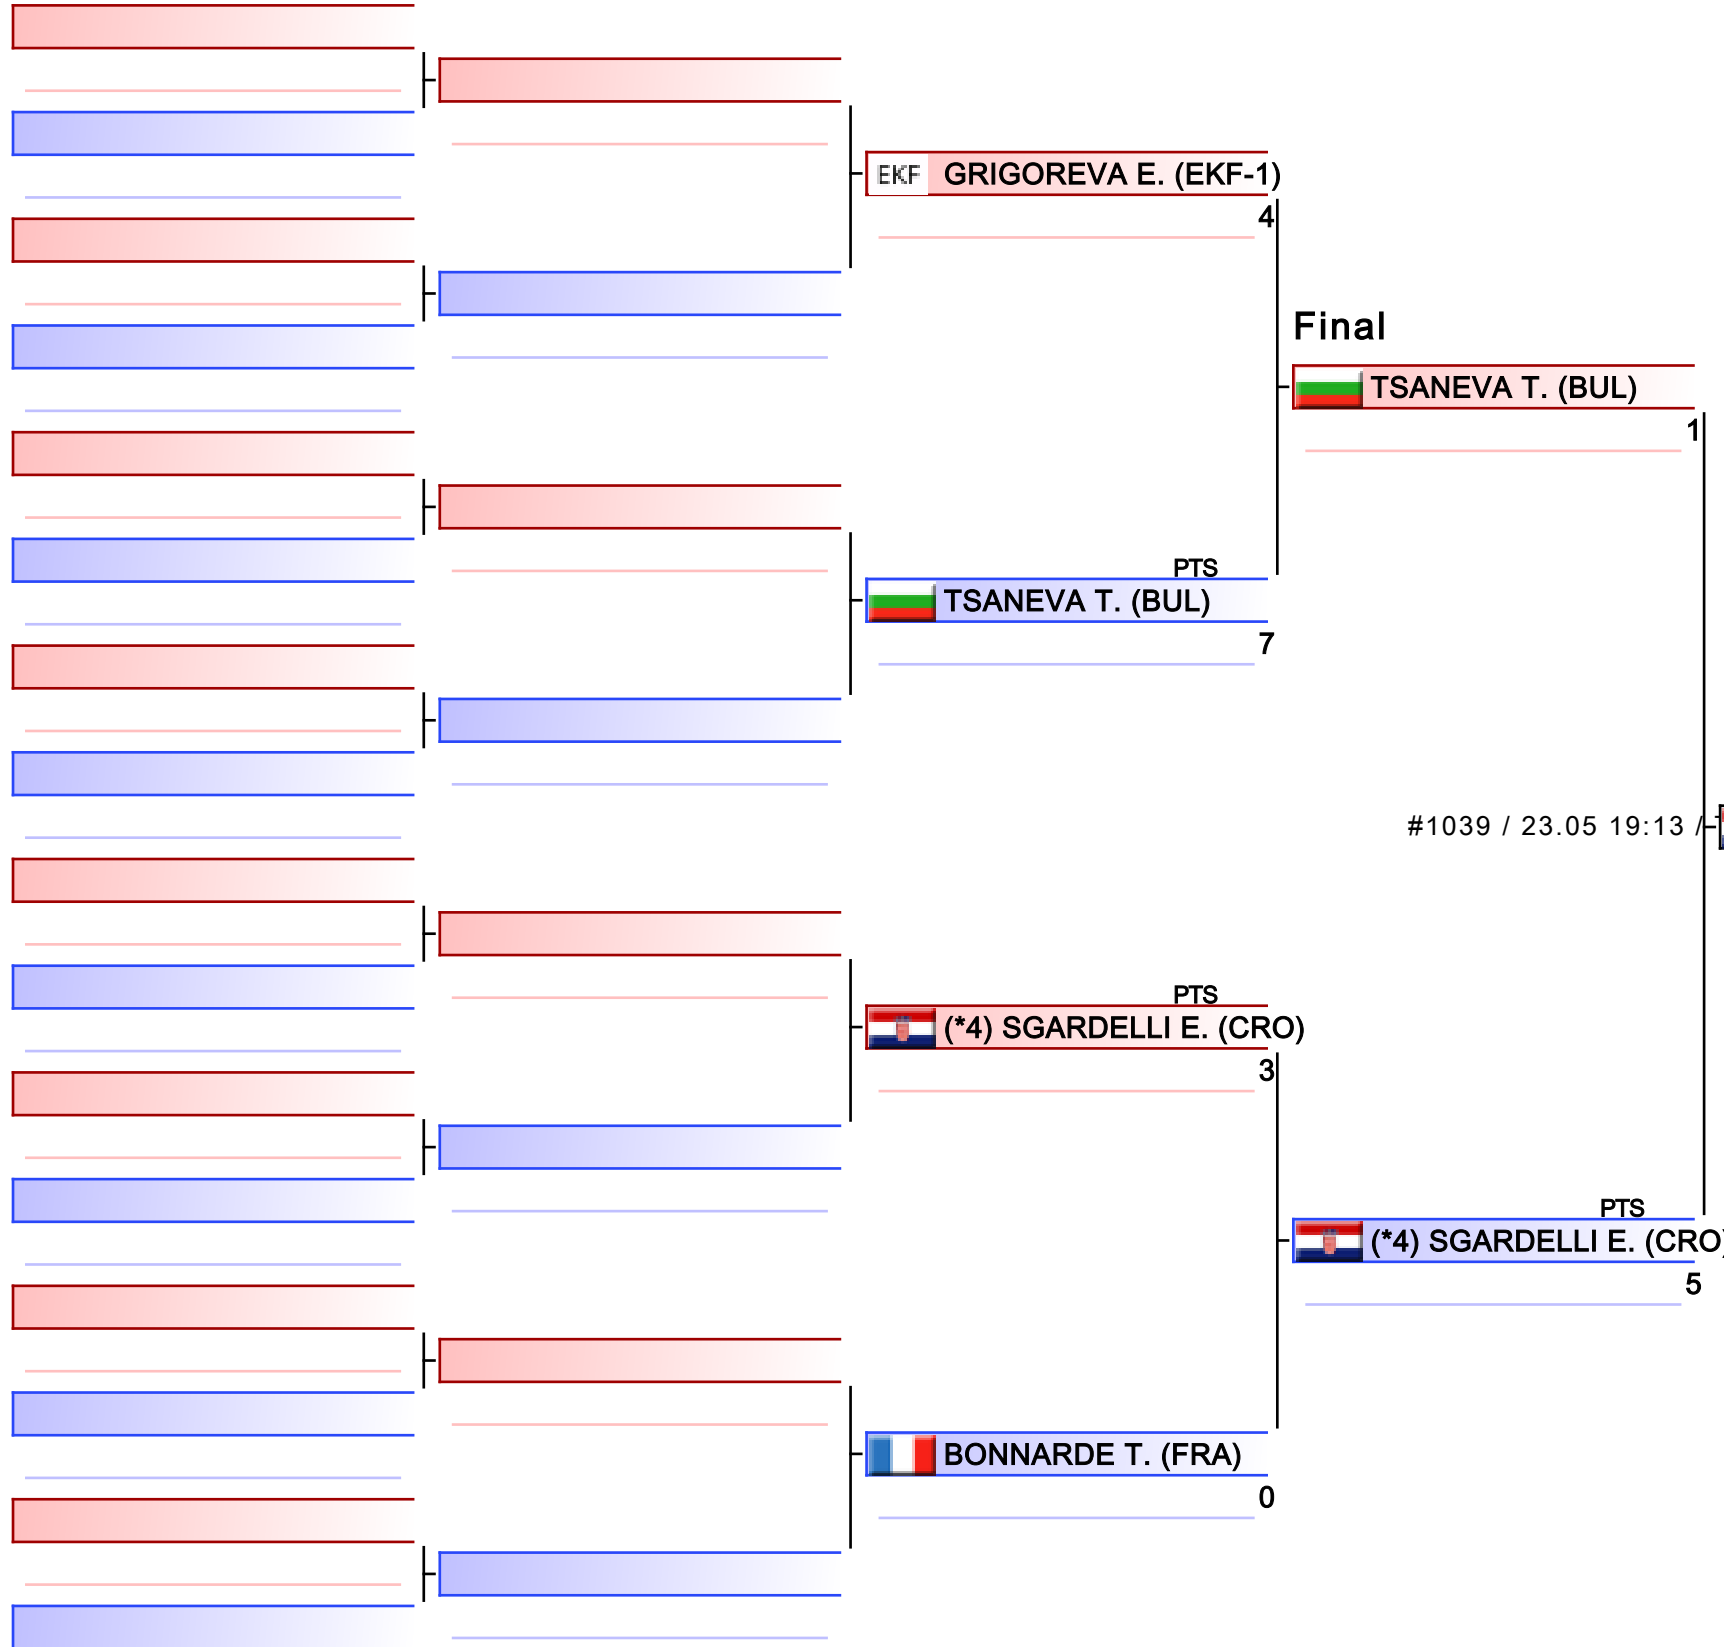 EKF GRIGOREVA E. (EKF-1)
4
Final
TSANEVA T. (BUL)
1
PTS
TSANEVA T. (BUL)
7
#1039 / 23.05 19:13 /
PTS
(*4) SGARDELLI E. (CRO)
3
PTS
(*4) SGARDELLI E. (CRO)
5
BONNARDE T. (FRA)
0